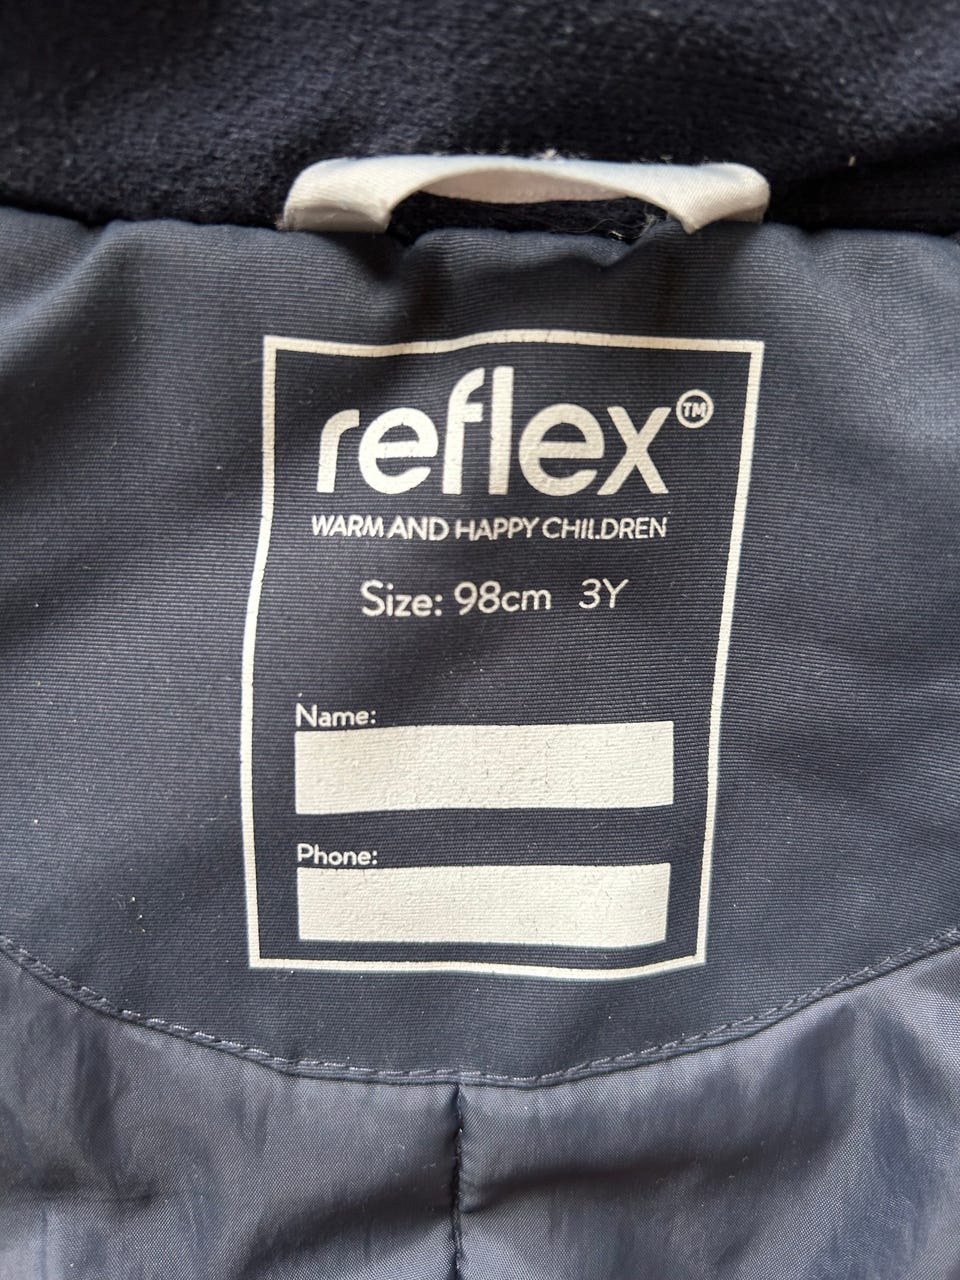 reflex™
WARM AND HAPPY CHILDREN
Size: 98cm 3Y
Name:
Phone: